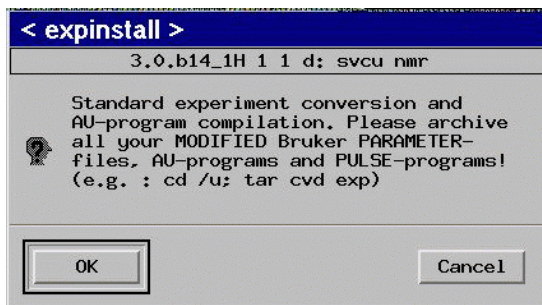 < expinstall >
3.0.b14_1H 1 1 d: svcu nmr
Standard experiment conversion and
AU-program compilation. Please archive
all your MODIFIED Bruker PARAMETER-
files, AU-programs and PULSE-programs!
(e.g. : cd /u; tar cvd exp)
OK
Cancel